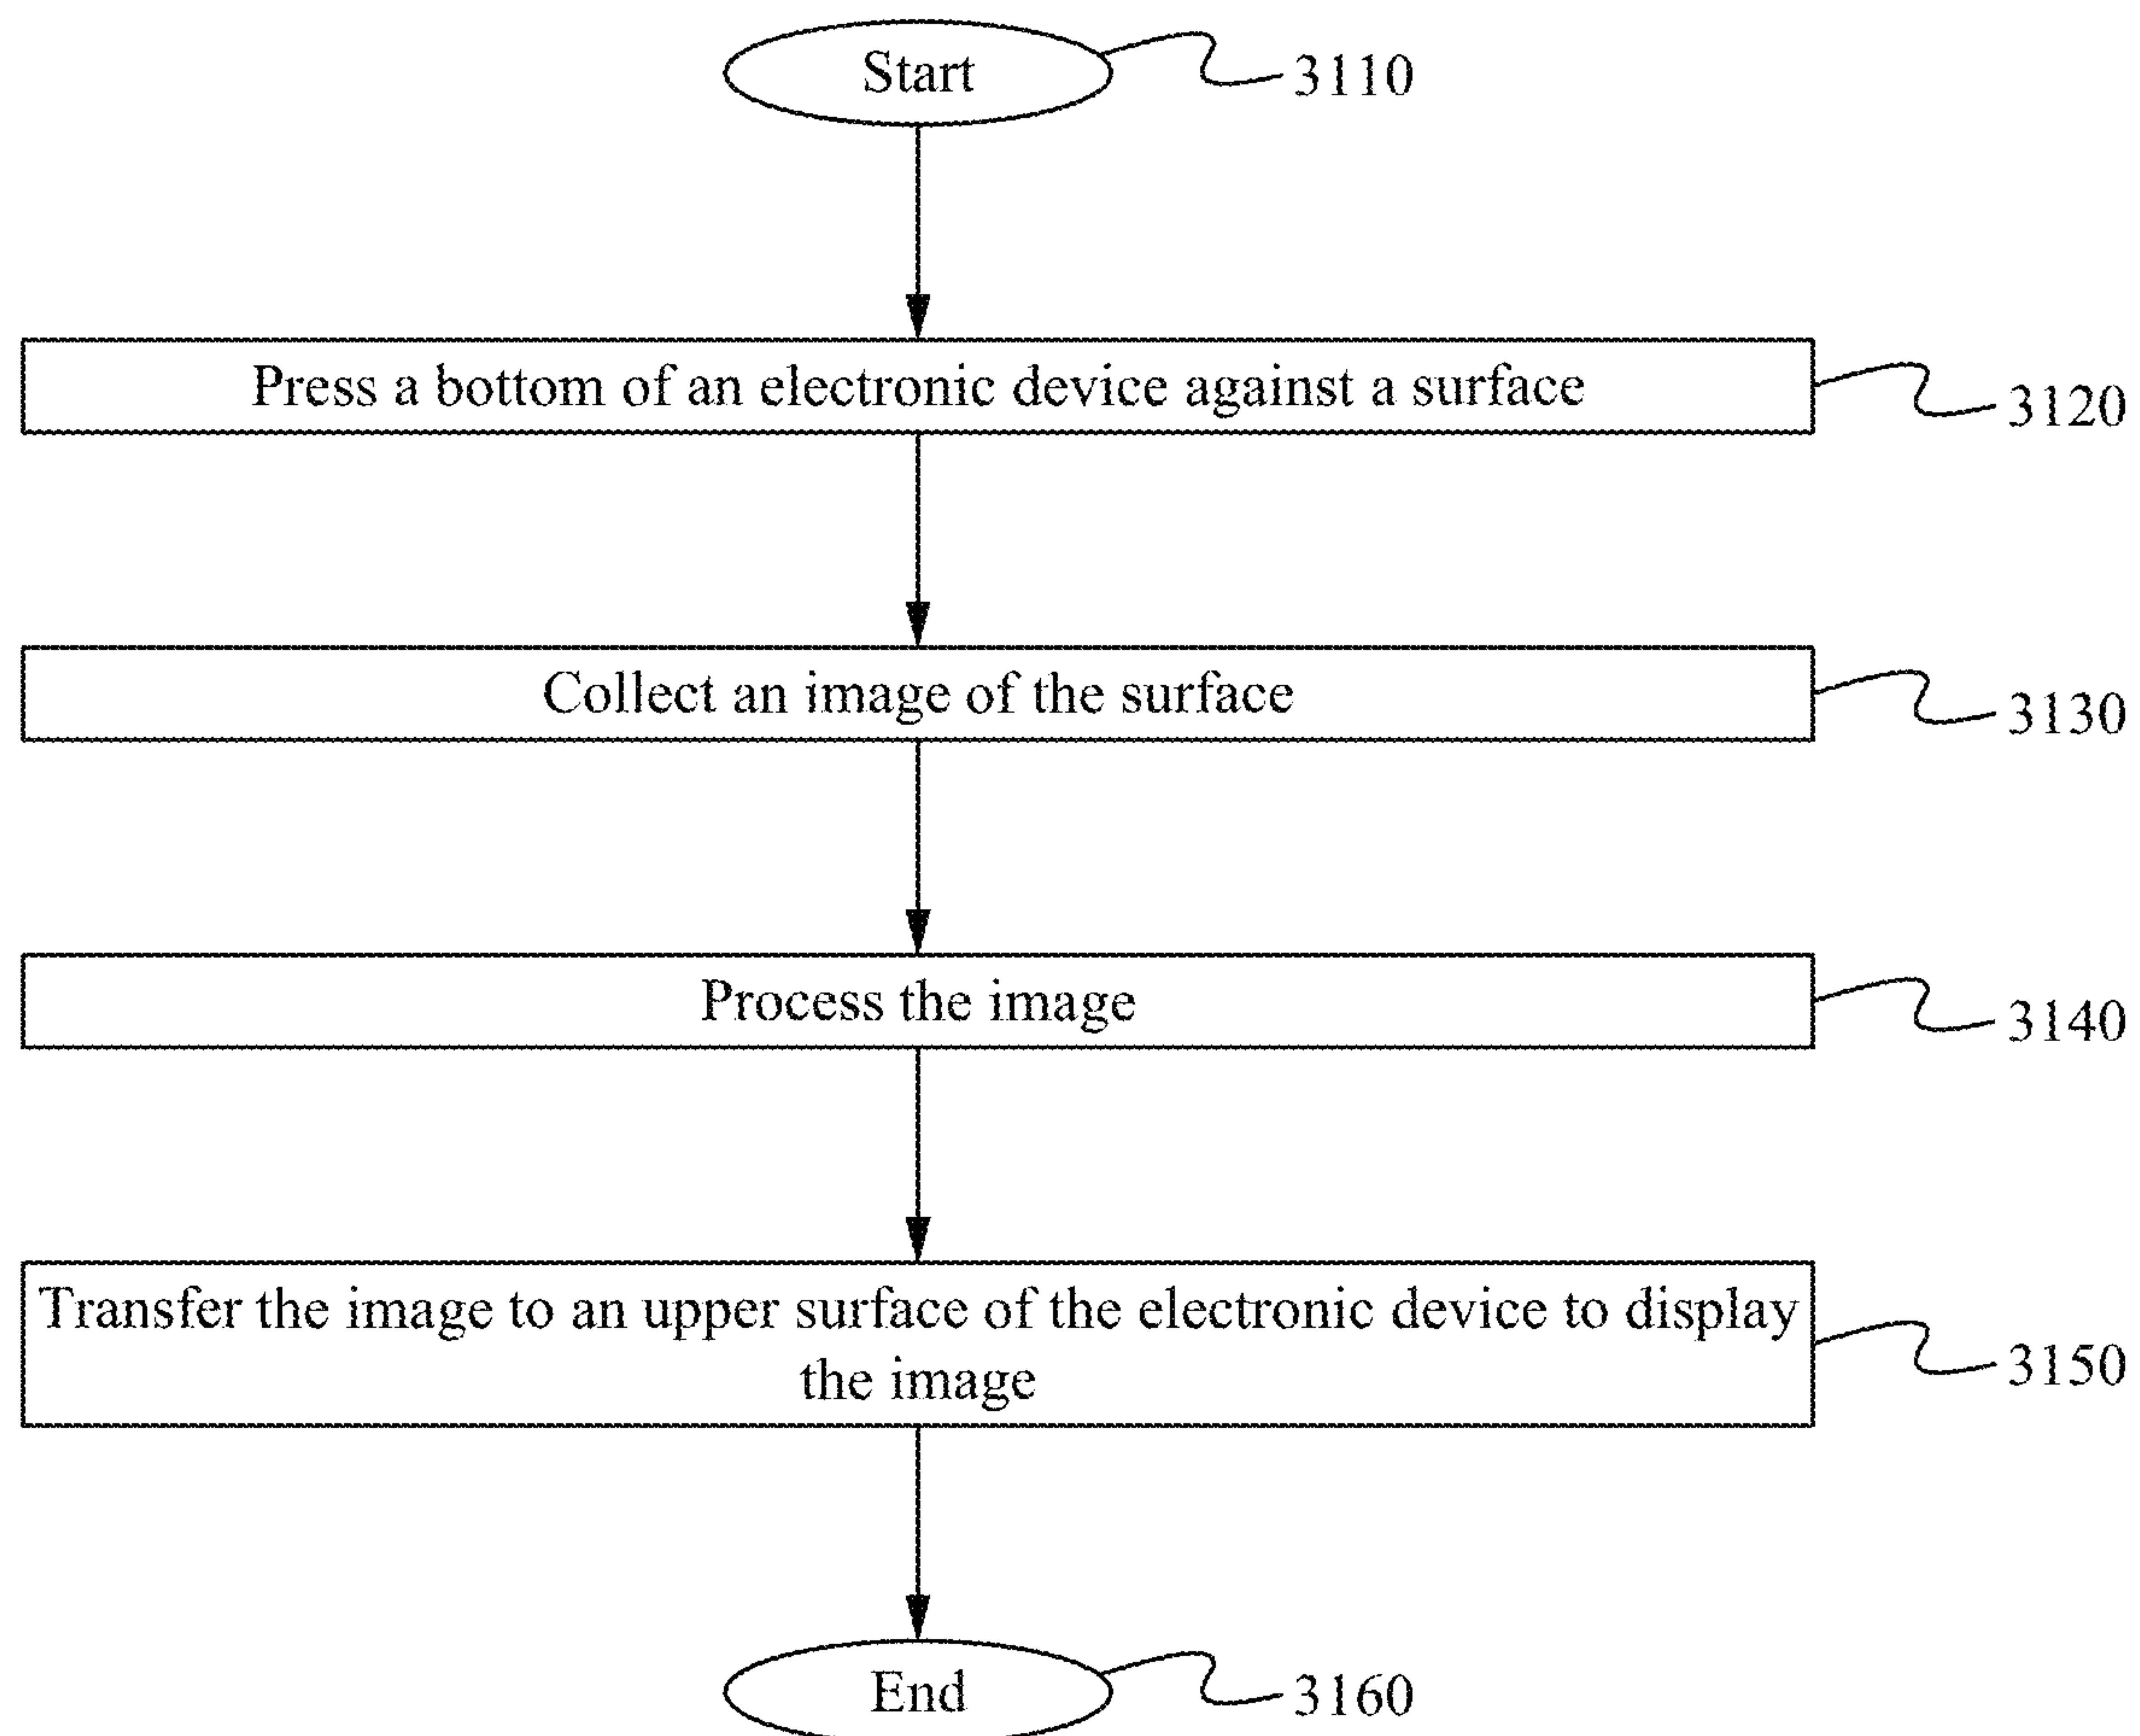 Start
3110
Press a bottom of an electronic device against a surface
3120
Collect an image of the surface
3130
Process the image
3140
Transfer the image to an upper surface of the electronic device to display
the image
3150
End
3160